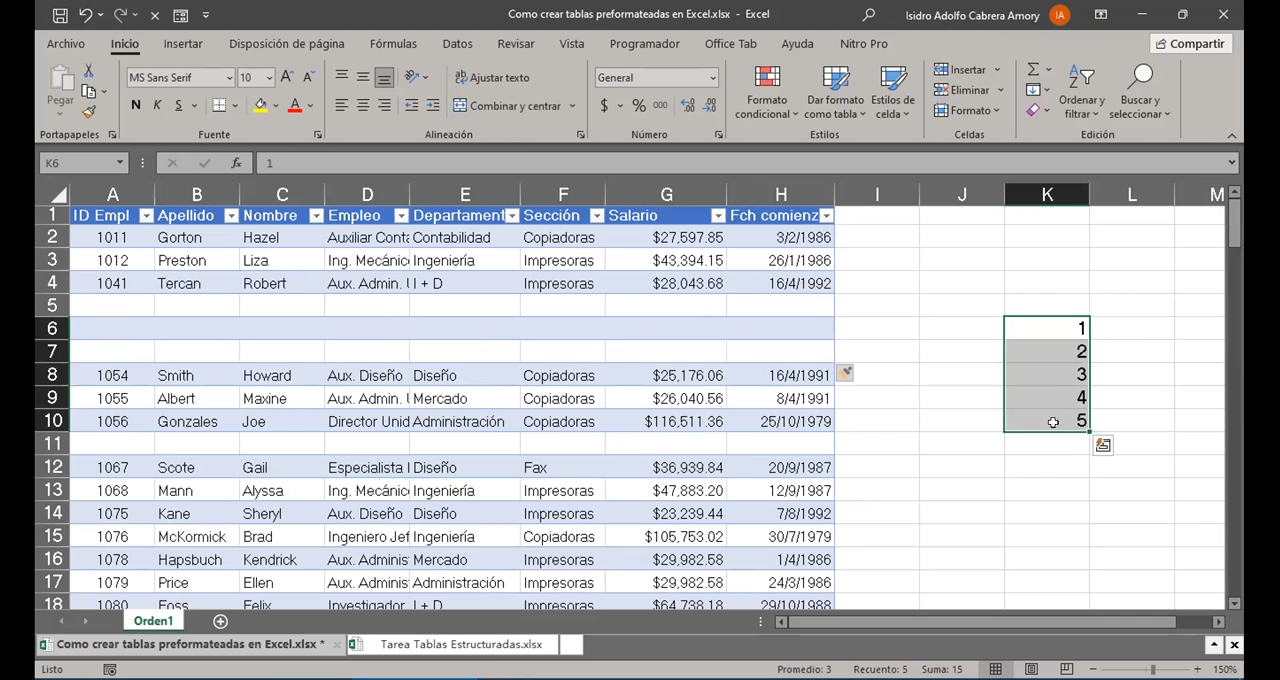 Como crear tablas preformateadas en Excel.xlsx - Excel
Isidro Adolfo Cabrera Amory IA
Archivo Inicio Insertar Disposición de página Fórmulas Datos Revisar Vista Programador Office Tab Ayuda Nitro Pro Compartir
MS Sans Serif 10 Ajustar texto General Insertar
Pegar N K S Combinar y centrar $ % 000 Formato condicional Dar formato como tabla Estilos de celda Eliminar Formato Ordenar y filtrar Buscar y seleccionar
Portapapeles Fuente Alineación Número Estilos Celdas Edición
K6 fx 1
A B C D E F G H I J K L M
1 ID Empl Apellido Nombre Empleo Departament Sección Salario Fch comienz
2 1011 Gorton Hazel Auxiliar Conta Contabilidad Copiadoras $27,597.85 3/2/1986
3 1012 Preston Liza Ing. Mecánic Ingeniería Impresoras $43,394.15 26/1/1986
4 1041 Tercan Robert Aux. Admin. I + D Impresoras $28,043.68 16/4/1992
5
6 1
7 2
8 1054 Smith Howard Aux. Diseño Diseño Copiadoras $25,176.06 16/4/1991 3
9 1055 Albert Maxine Aux. Admin. Mercado Copiadoras $26,040.56 8/4/1991 4
10 1056 Gonzales Joe Director Unid Administración Copiadoras $116,511.36 25/10/1979 5
11
12 1067 Scote Gail Especialista Diseño Fax $36,939.84 20/9/1987
13 1068 Mann Alyssa Ing. Mecánic Ingeniería Impresoras $47,883.20 12/9/1987
14 1075 Kane Sheryl Aux. Diseño Diseño Impresoras $23,239.44 7/8/1992
15 1076 McKormick Brad Ingeniero Jef Ingeniería Copiadoras $105,753.02 30/7/1979
16 1078 Hapsbuch Kendrick Aux. Adminis Mercado Impresoras $29,982.58 1/4/1986
17 1079 Price Ellen Aux. Adminis Administración Impresoras $29,982.58 24/3/1986
18 1080 Foss Felix Investigador I + D Impresoras $64,738.18 29/10/1988
Orden1
Como crear tablas preformateadas en Excel.xlsx * Tarea Tablas Estructuradas.xlsx
Listo Promedio: 3 Recuento: 5 Suma: 15 150%